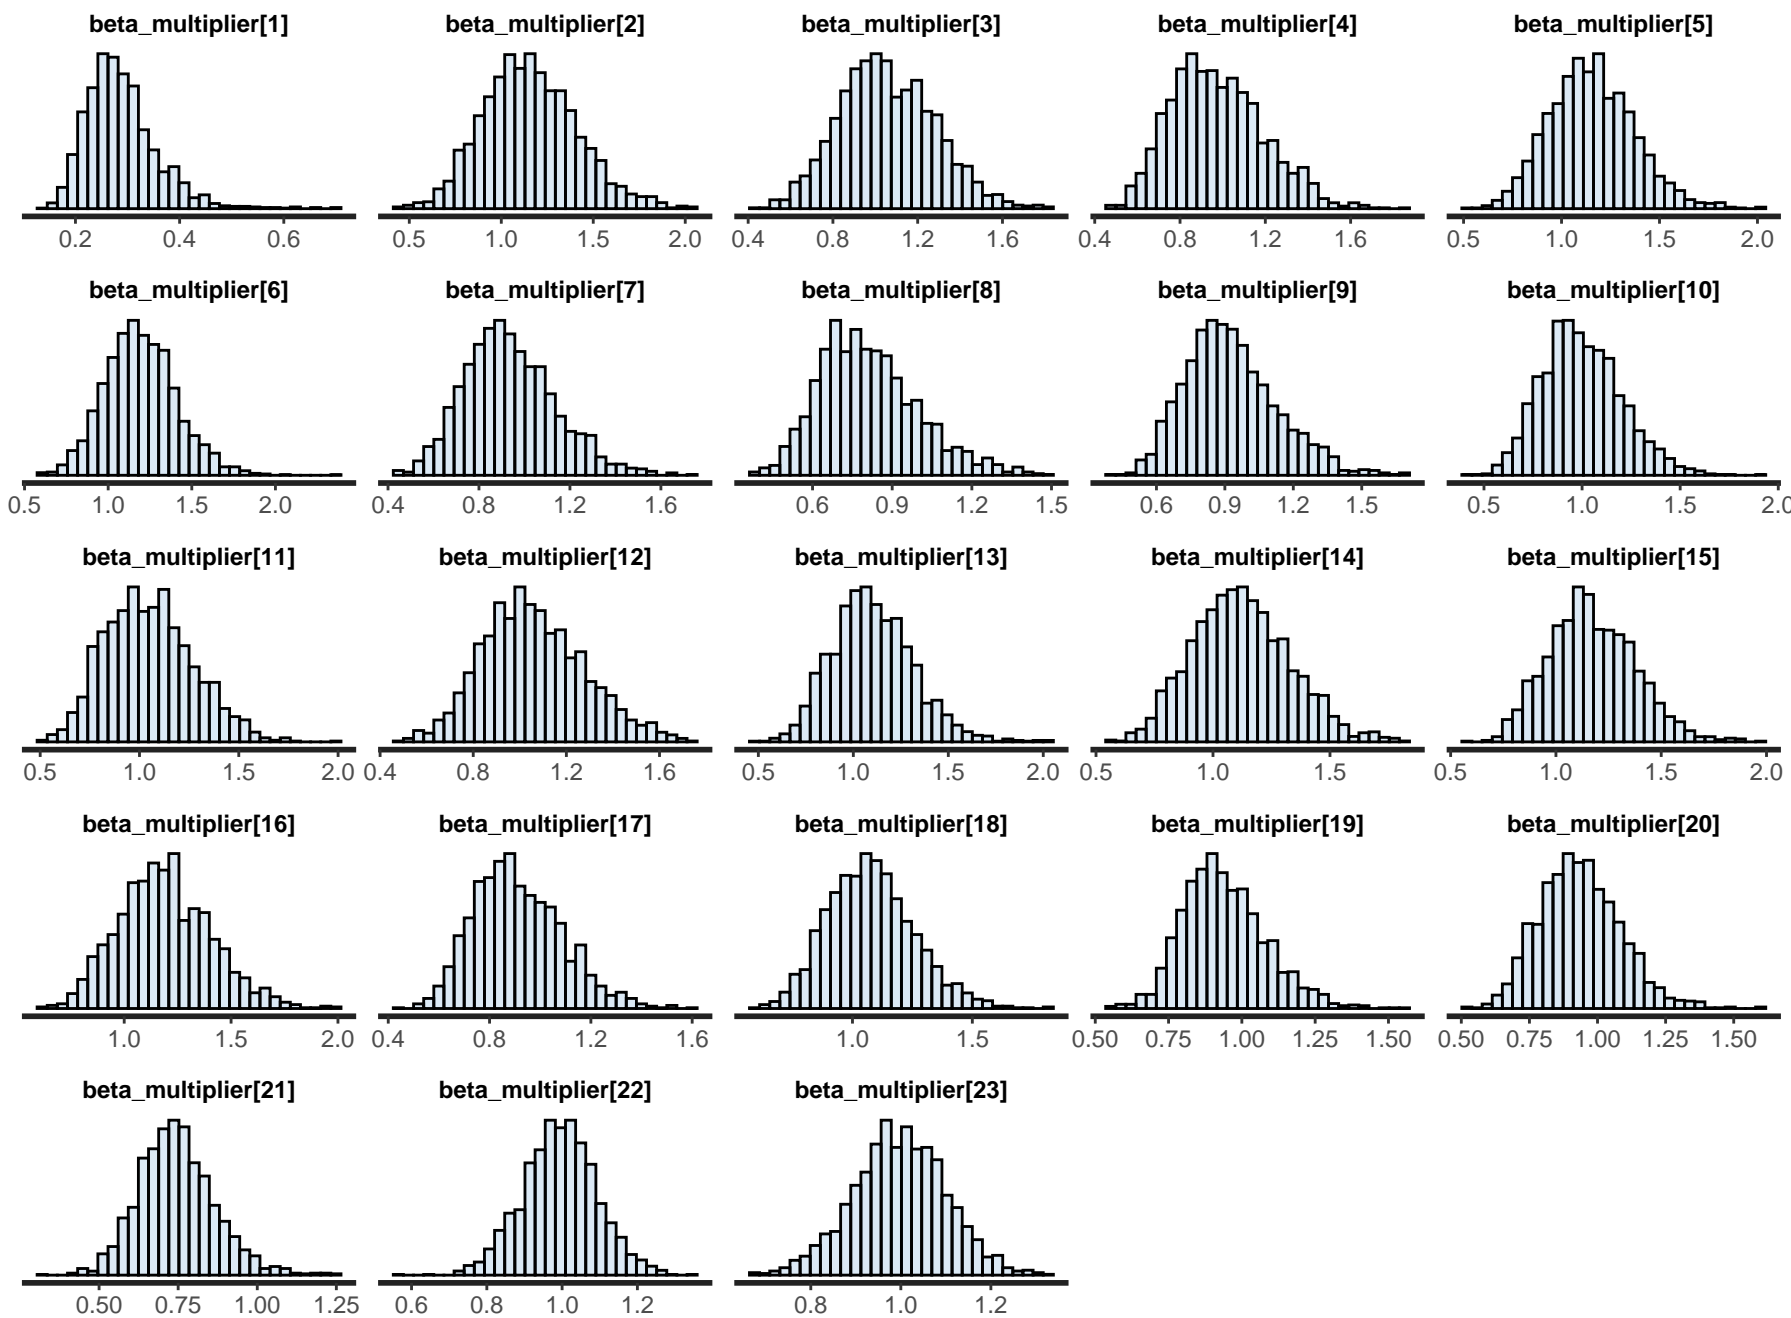 beta_multiplier[1] beta_multiplier[2] beta_multiplier[3] beta_multiplier[4] beta_multiplier[5]
0.2 0.4 0.6 0.5 1.0 1.5 2.0 0.4 0.8 1.2 1.6 0.4 0.8 1.2 1.6 0.5 1.0 1.5 2.0
beta_multiplier[6] beta_multiplier[7] beta_multiplier[8] beta_multiplier[9] beta_multiplier[10]
0.5 1.0 1.5 2.0 0.4 0.8 1.2 1.6 0.6 0.9 1.2 1.5 0.6 0.9 1.2 1.5 0.5 1.0 1.5 2.0
beta_multiplier[11] beta_multiplier[12] beta_multiplier[13] beta_multiplier[14] beta_multiplier[15]
0.5 1.0 1.5 2.0 0.4 0.8 1.2 1.6 0.5 1.0 1.5 2.0 0.5 1.0 1.5 0.5 1.0 1.5 2.0
beta_multiplier[16] beta_multiplier[17] beta_multiplier[18] beta_multiplier[19] beta_multiplier[20]
1.0 1.5 2.0 0.4 0.8 1.2 1.6 1.0 1.5 0.50 0.75 1.00 1.25 1.50 0.50 0.75 1.00 1.25 1.50
beta_multiplier[21] beta_multiplier[22] beta_multiplier[23]
0.50 0.75 1.00 1.25 0.6 0.8 1.0 1.2 0.8 1.0 1.2